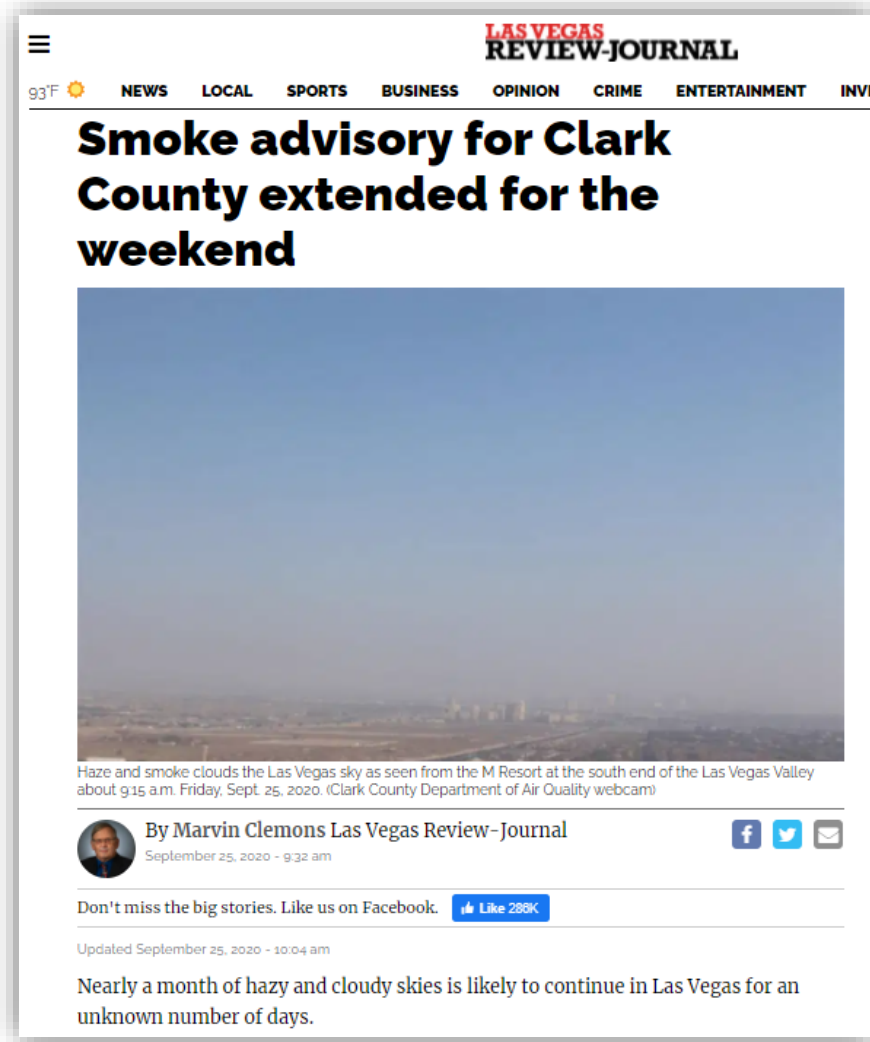 LAS VEGAS
REVIEW-JOURNAL
93°F NEWS LOCAL SPORTS BUSINESS OPINION CRIME ENTERTAINMENT INVE
Smoke advisory for Clark
County extended for the
weekend
Haze and smoke clouds the Las Vegas sky as seen from the M Resort at the south end of the Las Vegas Valley
about 9:15 a.m. Friday, Sept. 25, 2020. (Clark County Department of Air Quality webcam)
By Marvin Clemons Las Vegas Review-Journal
September 25, 2020 - 9:32 am
Don't miss the big stories. Like us on Facebook. Like 286K
Updated September 25, 2020 - 10:04 am
Nearly a month of hazy and cloudy skies is likely to continue in Las Vegas for an
unknown number of days.